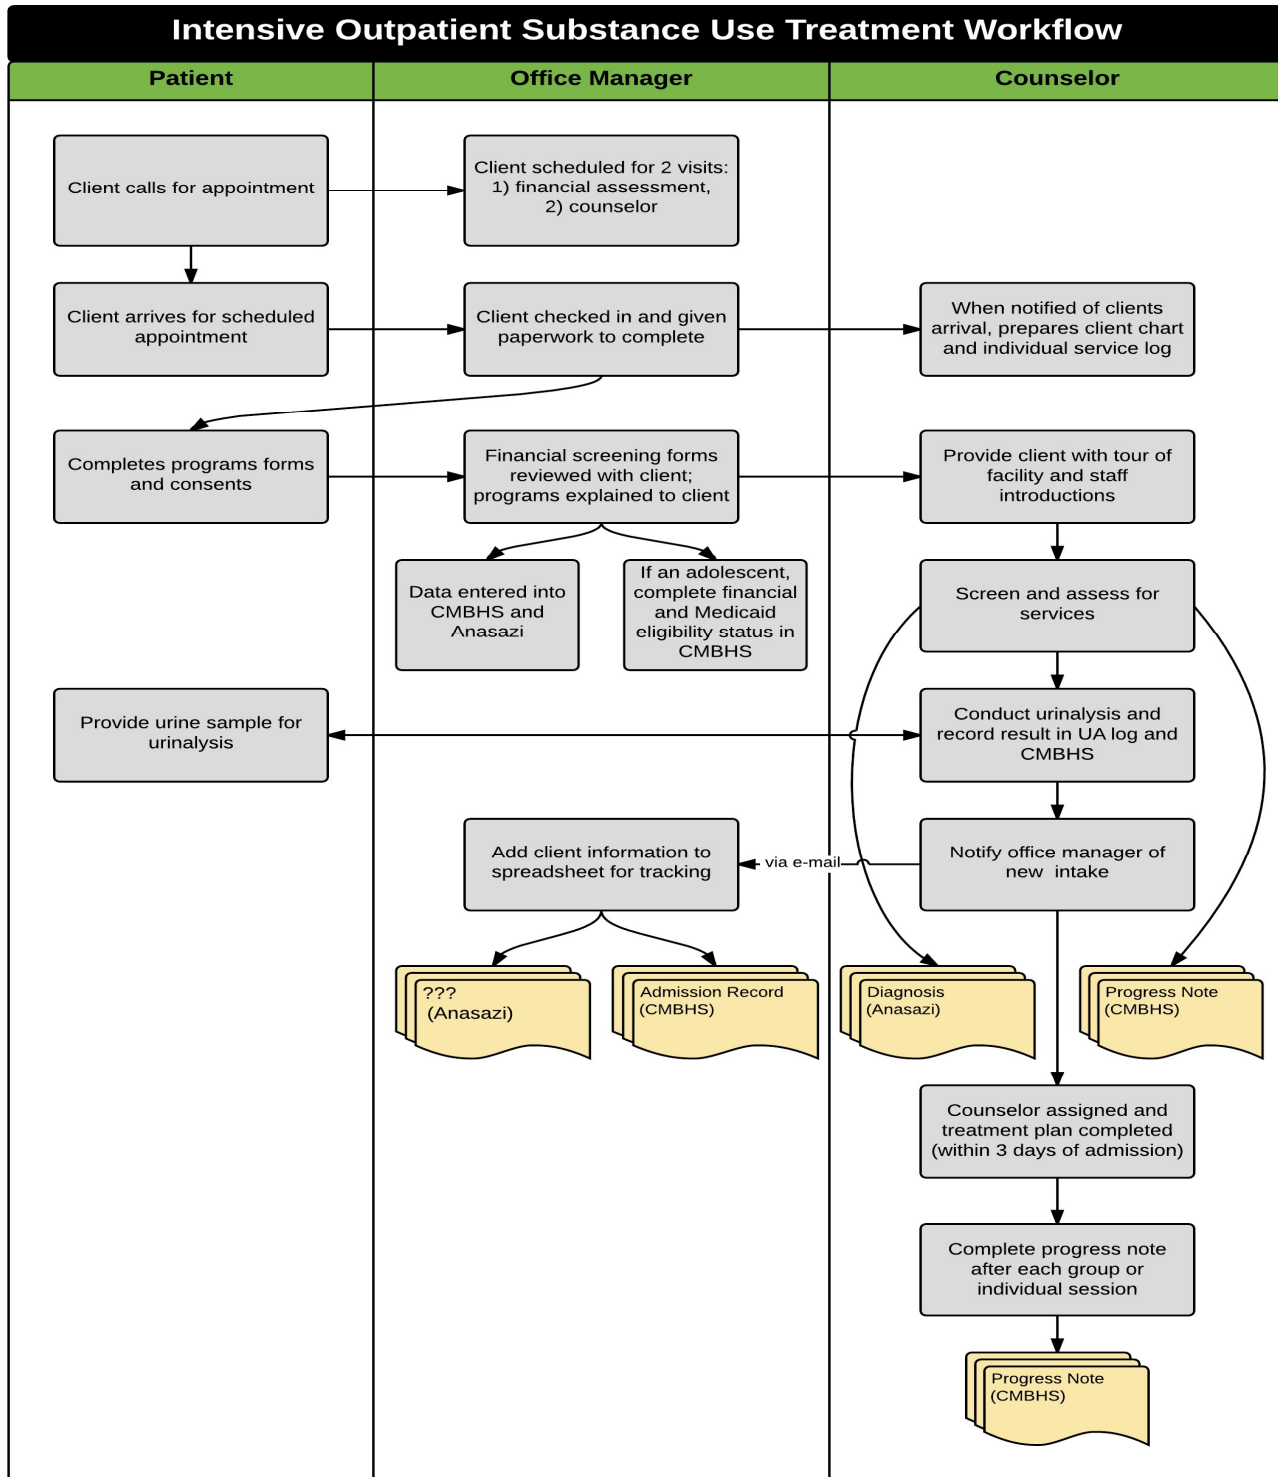 Intensive Outpatient Substance Use Treatment Workflow
Patient
Office Manager
Counselor
Client calls for appointment
Client scheduled for 2 visits:
1) financial assessment,
2) counselor
Client arrives for scheduled
appointment
Client checked in and given
paperwork to complete
When notified of clients
arrival, prepares client chart
and individual service log
Completes programs forms
and consents
Financial screening forms
reviewed with client;
programs explained to client
Provide client with tour of
facility and staff
introductions
Data entered into
CMBHS and
Anasazi
If an adolescent,
complete financial
and Medicaid
eligibility status in
CMBHS
Screen and assess for
services
Provide urine sample for
urinalysis
Conduct urinalysis and
record result in UA log and
CMBHS
Add client information to
spreadsheet for tracking
via e-mail
Notify office manager of
new  intake
???
(Anasazi)
Admission Record
(CMBHS)
Diagnosis
(Anasazi)
Progress Note
(CMBHS)
Counselor assigned and
treatment plan completed
(within 3 days of admission)
Complete progress note
after each group or
individual session
Progress Note
(CMBHS)